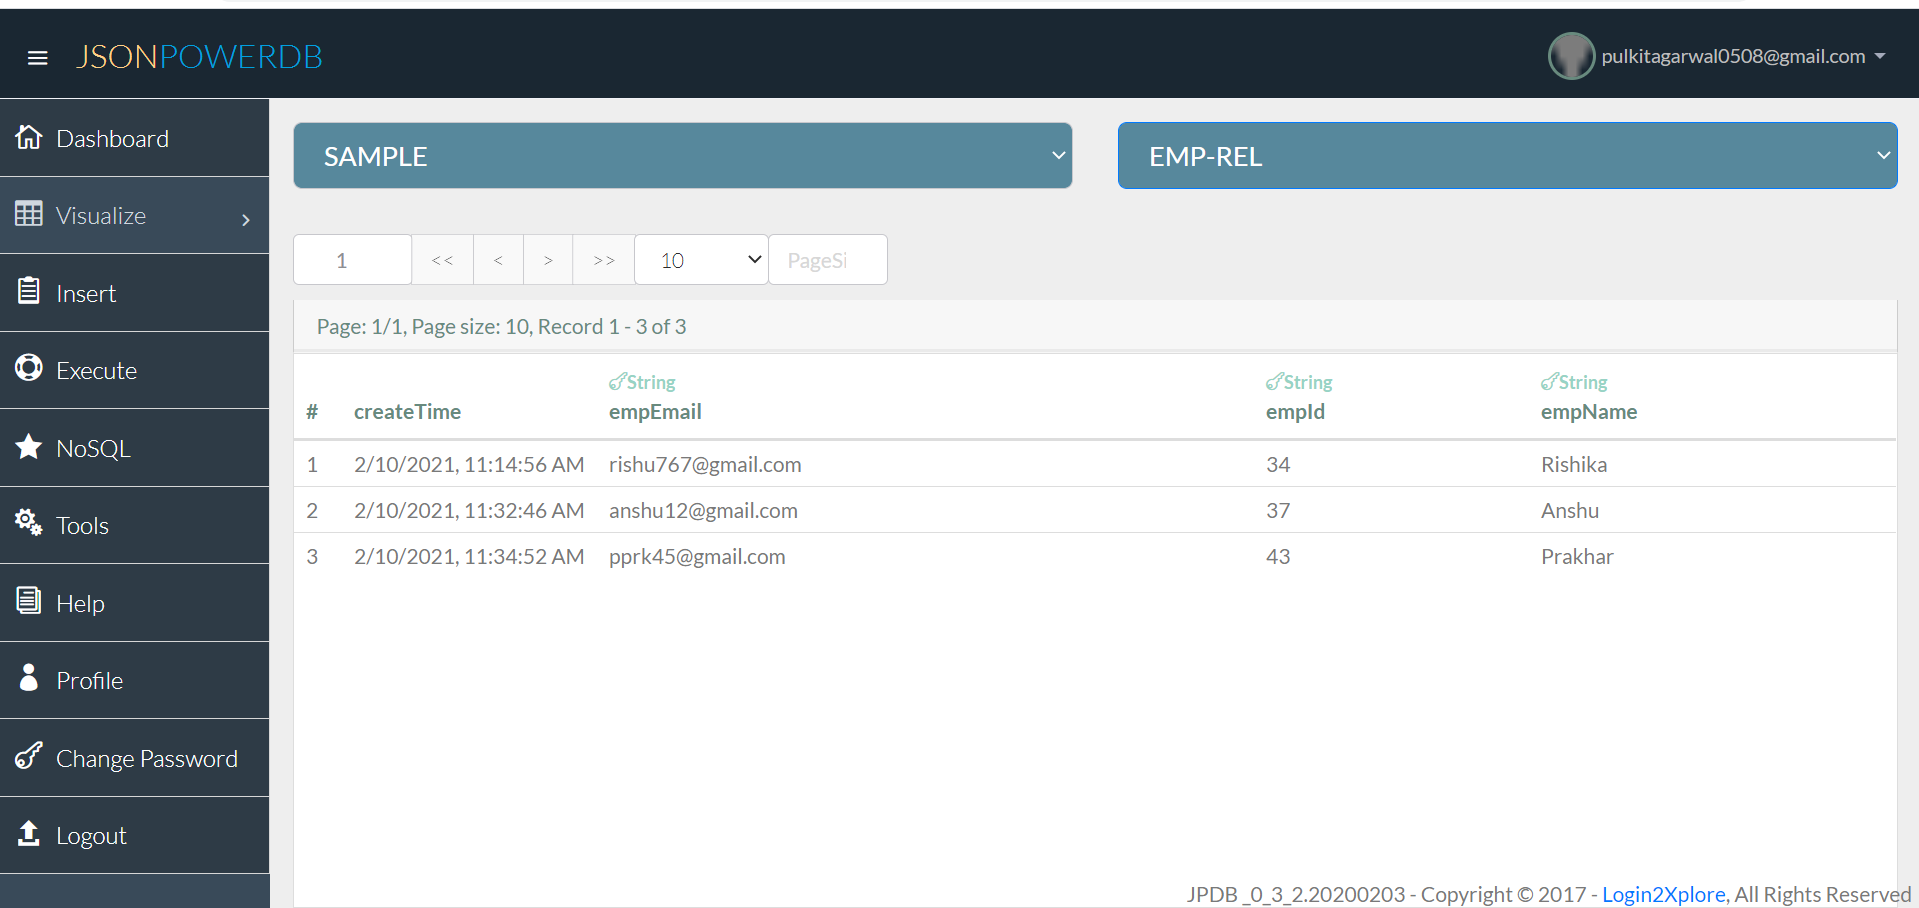 JSONPOWERDB
pulkitagarwal0508@gmail.com
Dashboard
Visualize
Insert
Execute
NoSQL
Tools
Help
Profile
Change Password
Logout
SAMPLE
EMP-REL
1 << < > >> 10 PageSi
Page: 1/1, Page size: 10, Record 1 - 3 of 3
String String String
# createTime empEmail empId empName
1 2/10/2021, 11:14:56 AM rishu767@gmail.com 34 Rishika
2 2/10/2021, 11:32:46 AM anshu12@gmail.com 37 Anshu
3 2/10/2021, 11:34:52 AM pprk45@gmail.com 43 Prakhar
JPDB _0_3_2.20200203 - Copyright © 2017 - Login2Xplore, All Rights Reserved